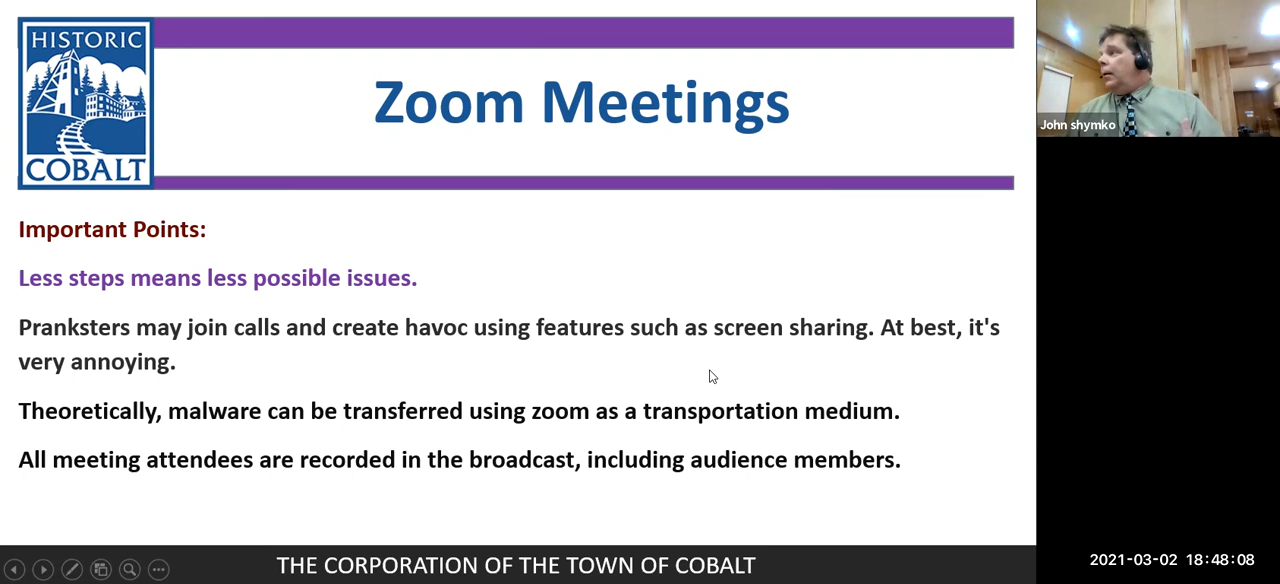 HISTORIC
COBALT
Zoom Meetings
John shymko
Important Points:
Less steps means less possible issues.
Pranksters may join calls and create havoc using features such as screen sharing. At best, it's
very annoying.
Theoretically, malware can be transferred using zoom as a transportation medium.
All meeting attendees are recorded in the broadcast, including audience members.
THE CORPORATION OF THE TOWN OF COBALT
2021-03-02 18:48:08